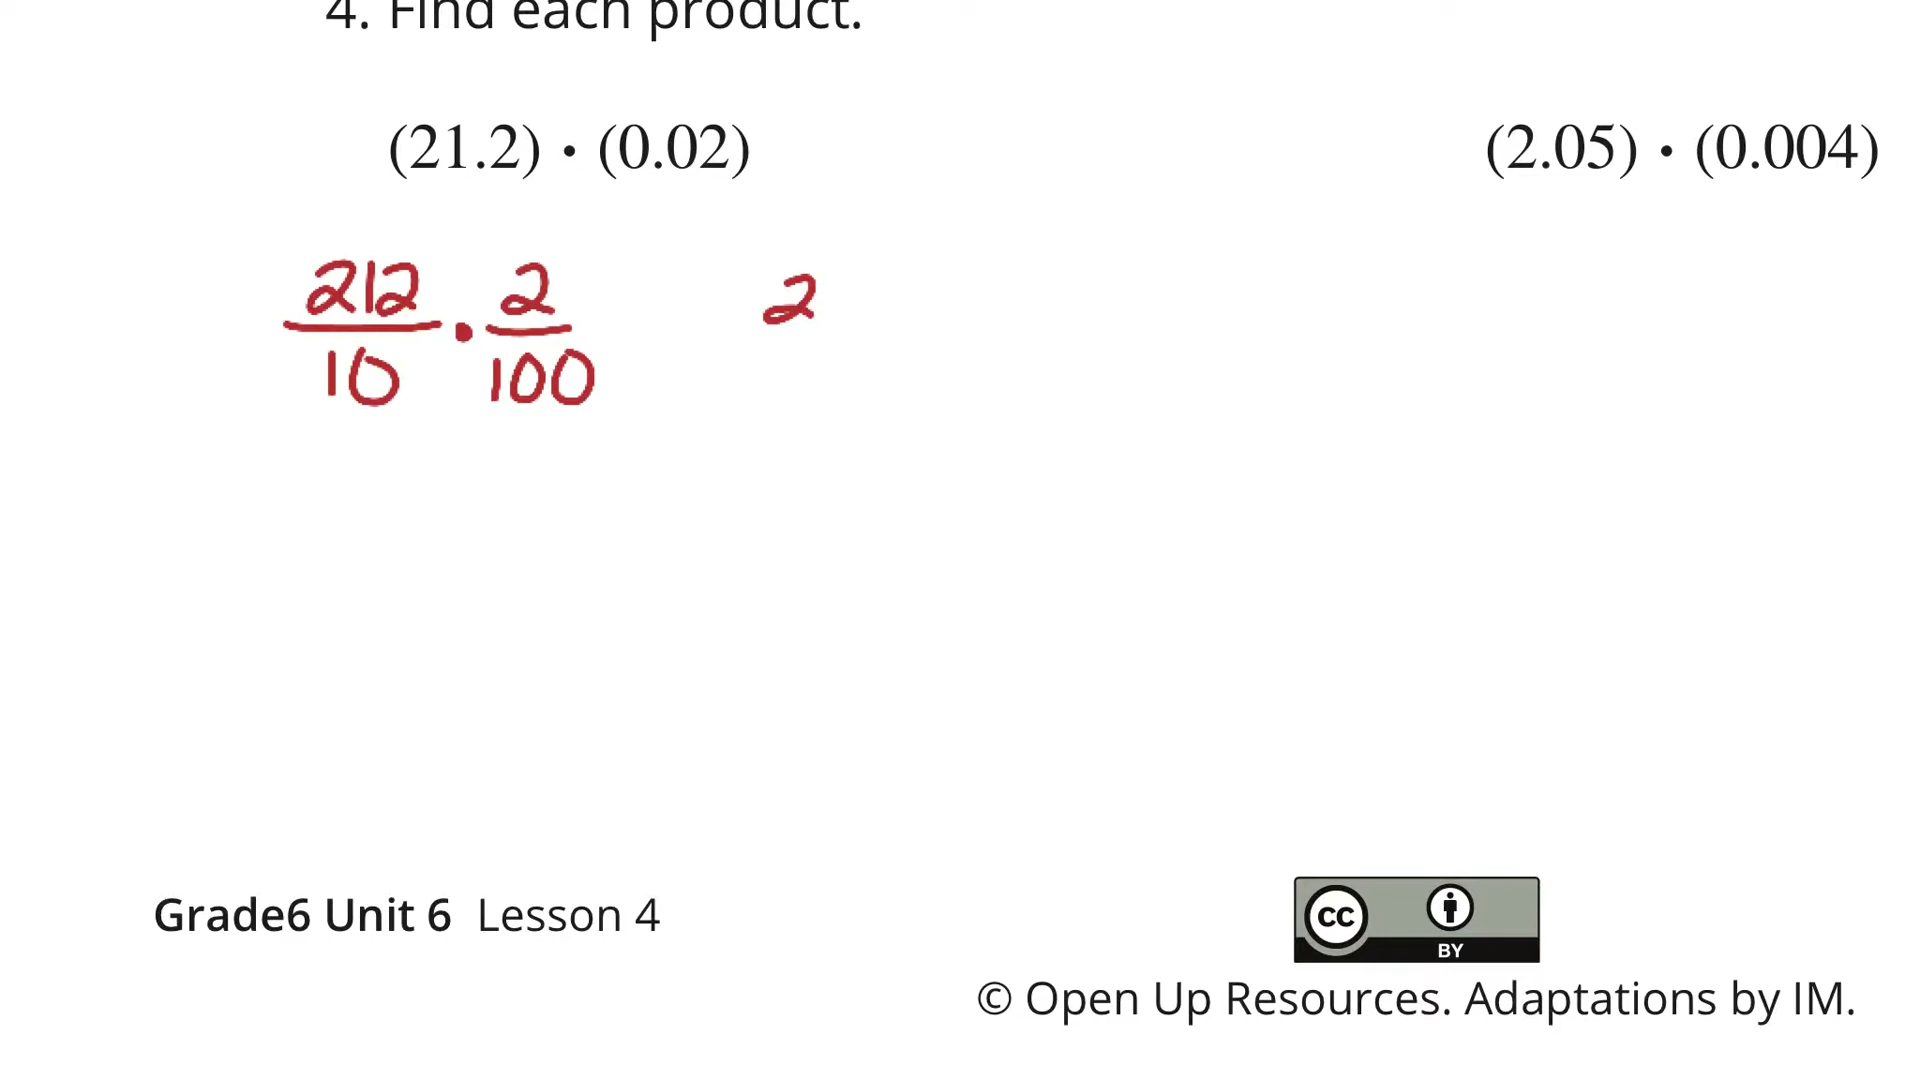 4. Find each product.
(21.2) · (0.02)
(2.05) · (0.004)
212/10 · 2/100
2
Grade6 Unit 6 Lesson 4
CC BY
© Open Up Resources. Adaptations by IM.